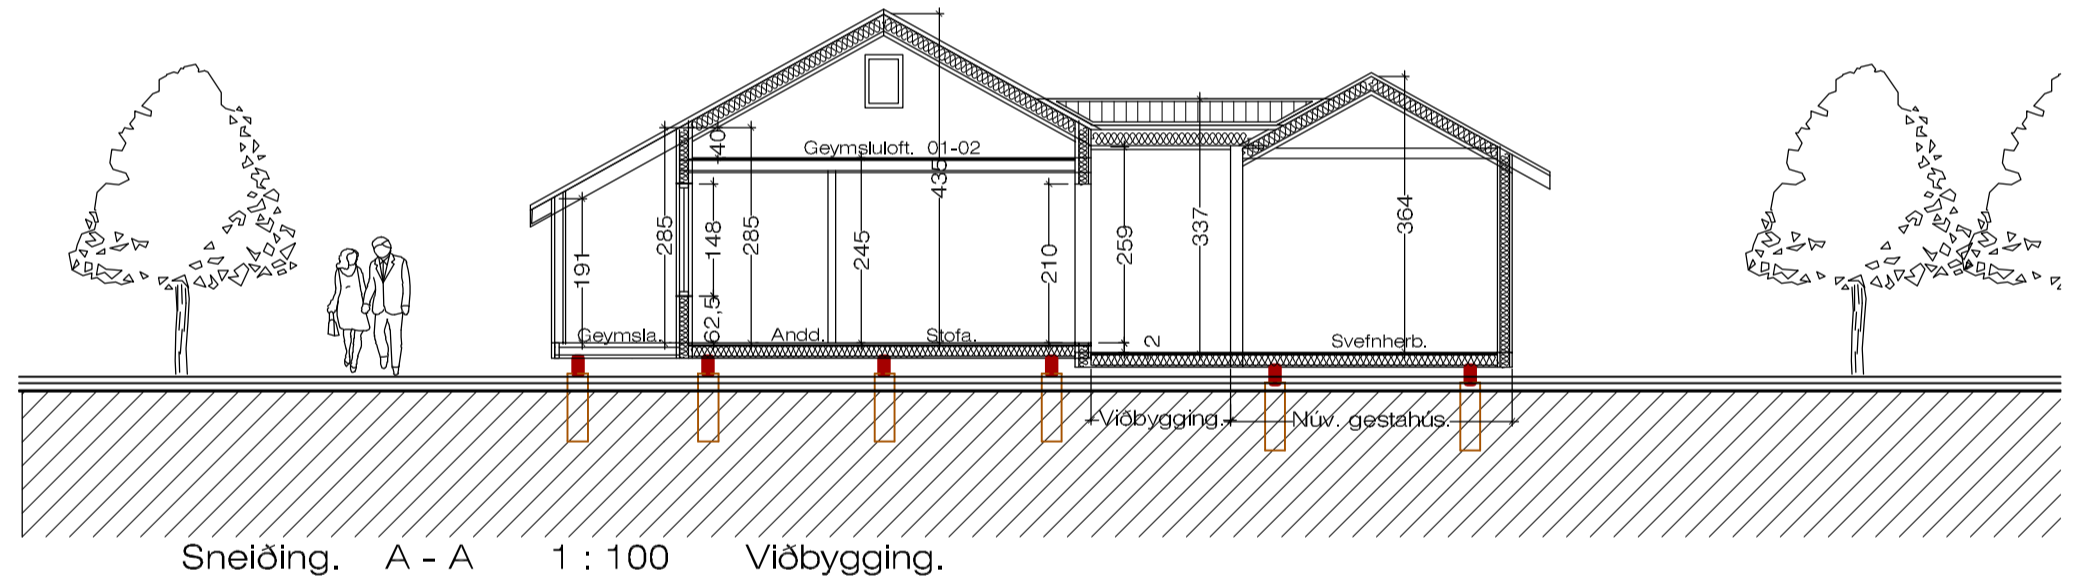 Geymsluloft. 01-02
40
435
285
148
285
245
210
259
337
364
191
62,5
12
Geymsla.
Andd.
Stofa.
Svefnherb.
Viðbygging.
Núv. gestahús.
Sneiðing. A - A 1 : 100 Viðbygging.